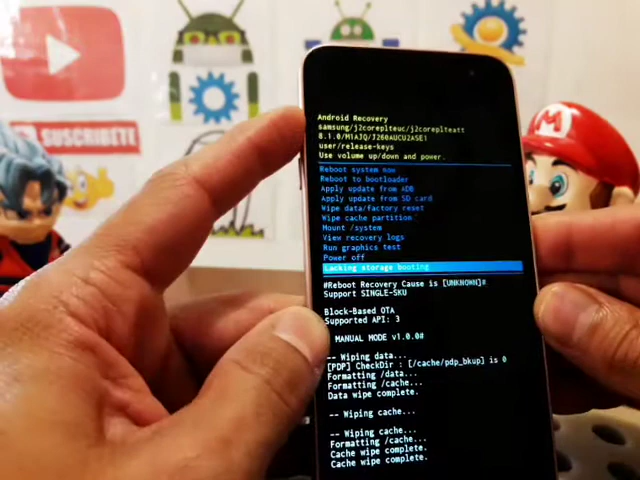 SUSCRIBETE
M
Android Recovery
samsung/j2coreplteuc/j2coreplteatt
8.1.0/M1AJQ/J260AUCU2ASE1
user/release-keys
Use volume up/down and power.
Reboot system now
Reboot to bootloader
Apply update from ADB
Apply update from SD card
Wipe data/factory reset
Wipe cache partition
Mount /system
View recovery logs
Run graphics test
Power off
Lacking storage booting
#Reboot Recovery Cause is [UNKNOWN]#
Support SINGLE-SKU
Block-Based OTA
Supported API: 3
MANUAL MODE v1.0.0#
-- Wiping data...
[PDP] CheckDir : [/cache/pdp_bkup] is 0
Formatting /data...
Formatting /cache...
Data wipe complete.
-- Wiping cache...
-- Wiping cache...
Formatting /cache...
Cache wipe complete.
Cache wipe complete.